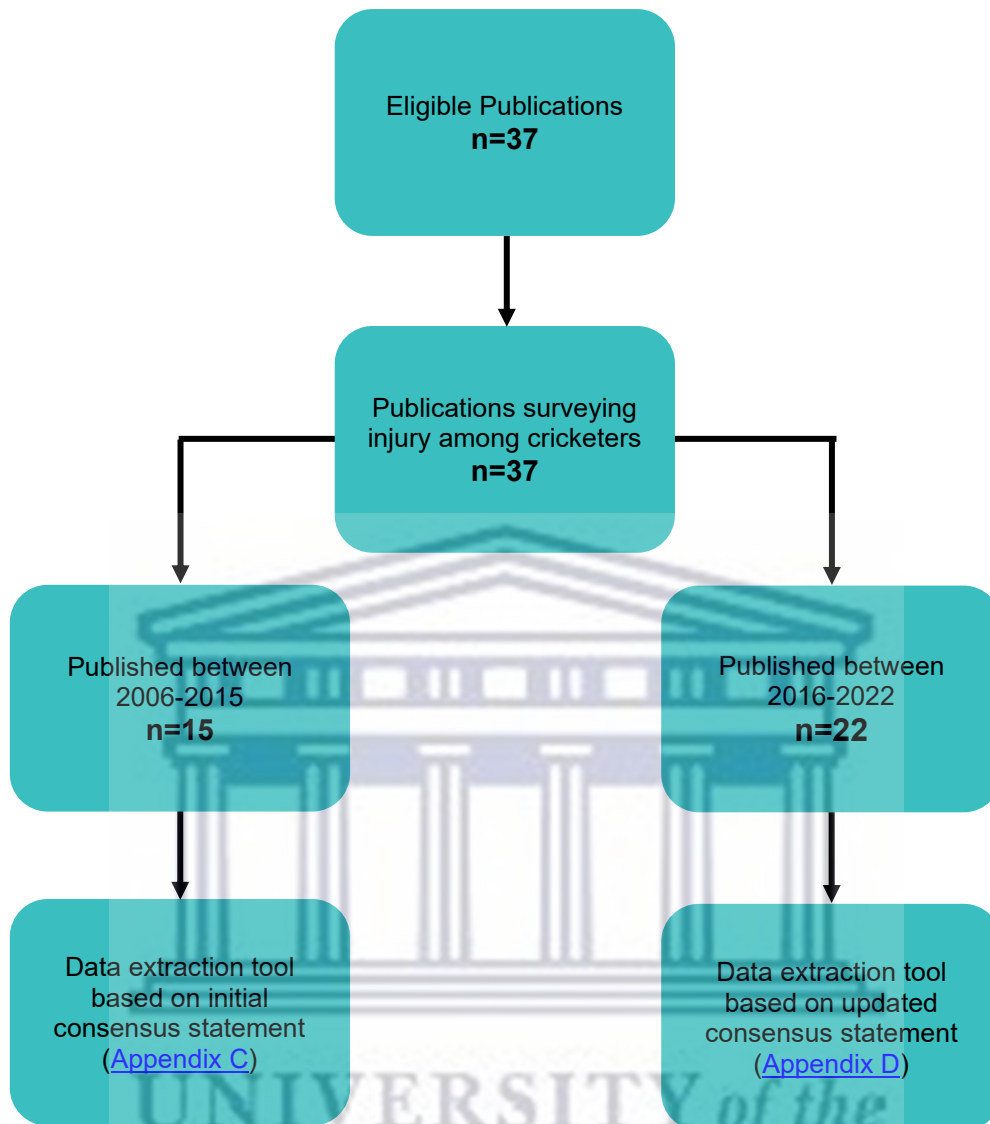 Eligible Publications
n=37
Publications surveying
injury among cricketers
n=37
Published between
2006-2015
n=15
Published between
2016-2022
n=22
Data extraction tool
based on initial
consensus statement
(Appendix C)
Data extraction tool
based on updated
consensus statement
(Appendix D)
UNIVERSITY of the